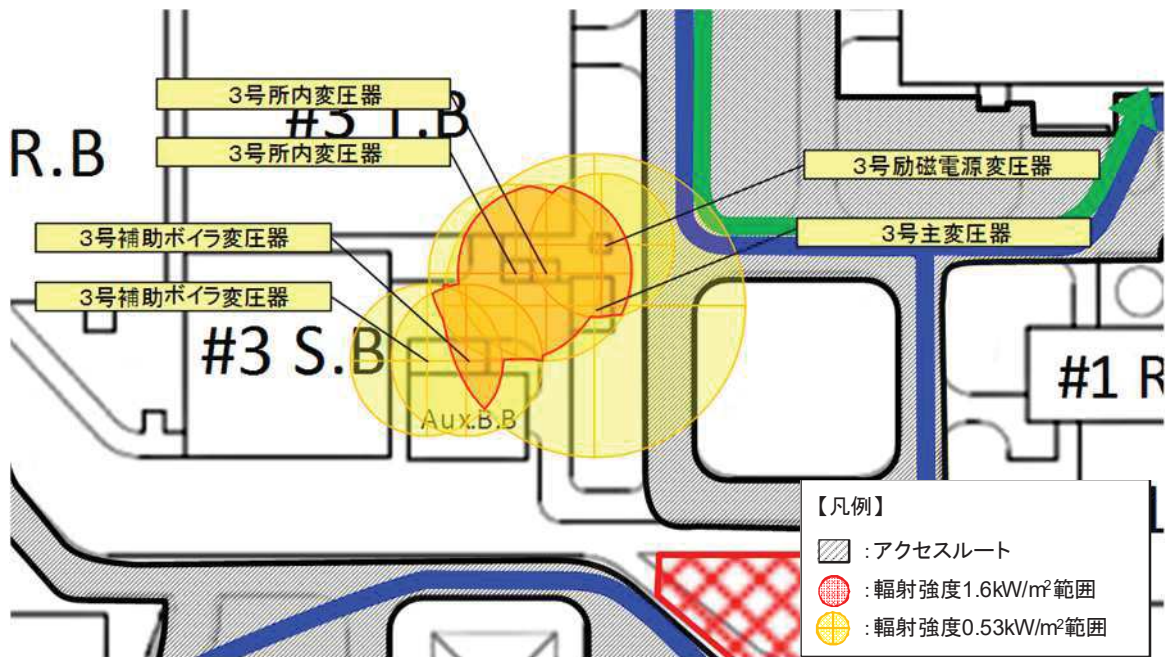 3号所内変圧器
#3 T.B
R.B
3号所内変圧器
3号励磁電源変圧器
3号補助ボイラ変圧器
3号主変圧器
3号補助ボイラ変圧器
#3 S.B
#1 R
Aux.B.B
【凡例】
:アクセスルート
:輻射強度1.6kW/m²範囲
:輻射強度0.53kW/m²範囲